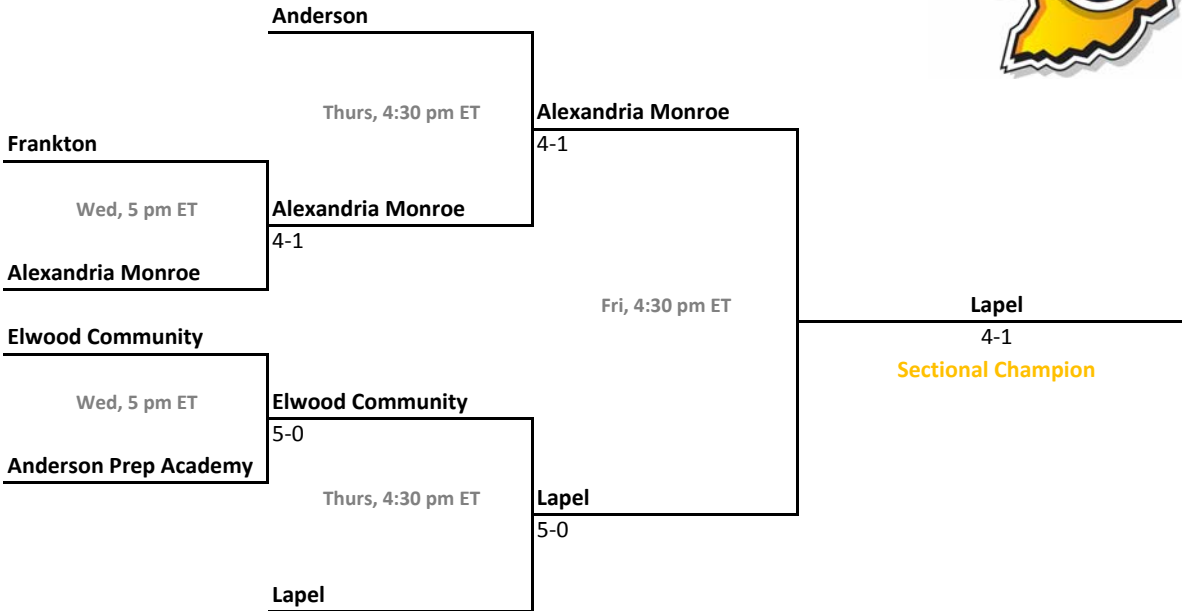 Anderson
Thurs, 4:30 pm ET
Alexandria Monroe
4-1
Frankton
Wed, 5 pm ET
Alexandria Monroe
4-1
Alexandria Monroe
Fri, 4:30 pm ET
Lapel
4-1
Sectional Champion
Elwood Community
Wed, 5 pm ET
Elwood Community
5-0
Anderson Prep Academy
Thurs, 4:30 pm ET
Lapel
5-0
Lapel